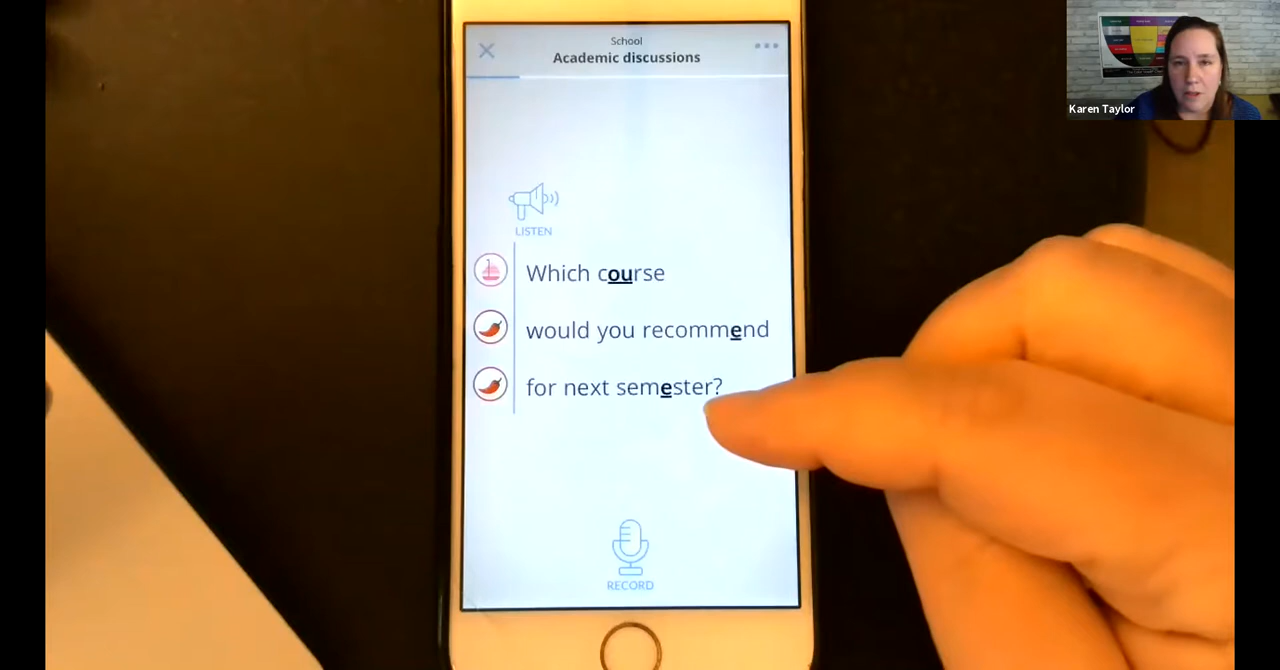 School
Academic discussions
LISTEN
Which course
would you recommend
for next semester?
RECORD
Karen Taylor